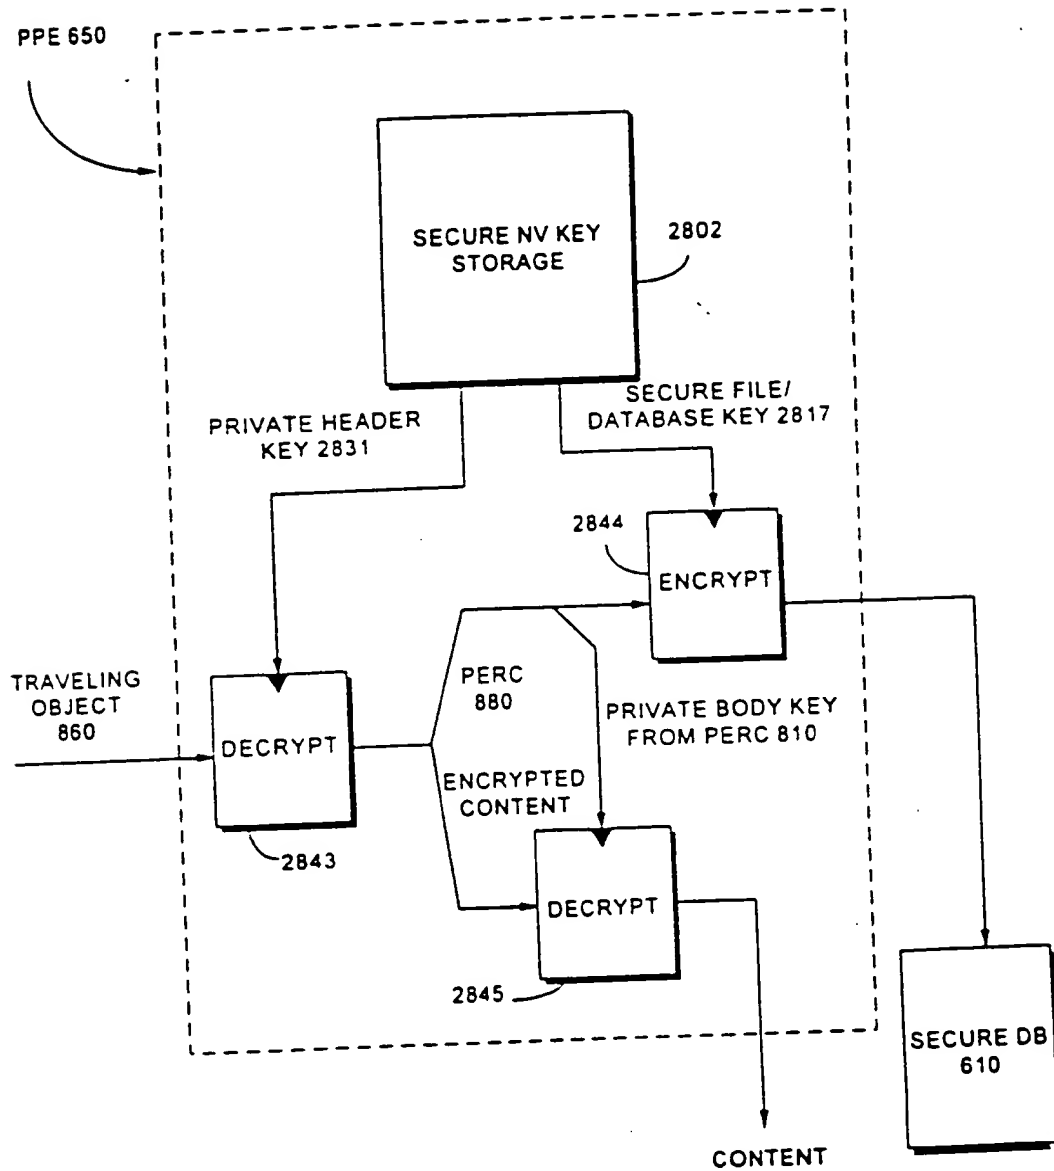 PPE 650
SECURE NV KEY
STORAGE
2802
SECURE FILE/
DATABASE KEY 2817
PRIVATE HEADER
KEY 2831
2844
ENCRYPT
TRAVELING
OBJECT
860
DECRYPT
PERC
880
PRIVATE BODY KEY
FROM PERC 810
ENCRYPTED
CONTENT
2843
DECRYPT
2845
SECURE DB
610
CONTENT